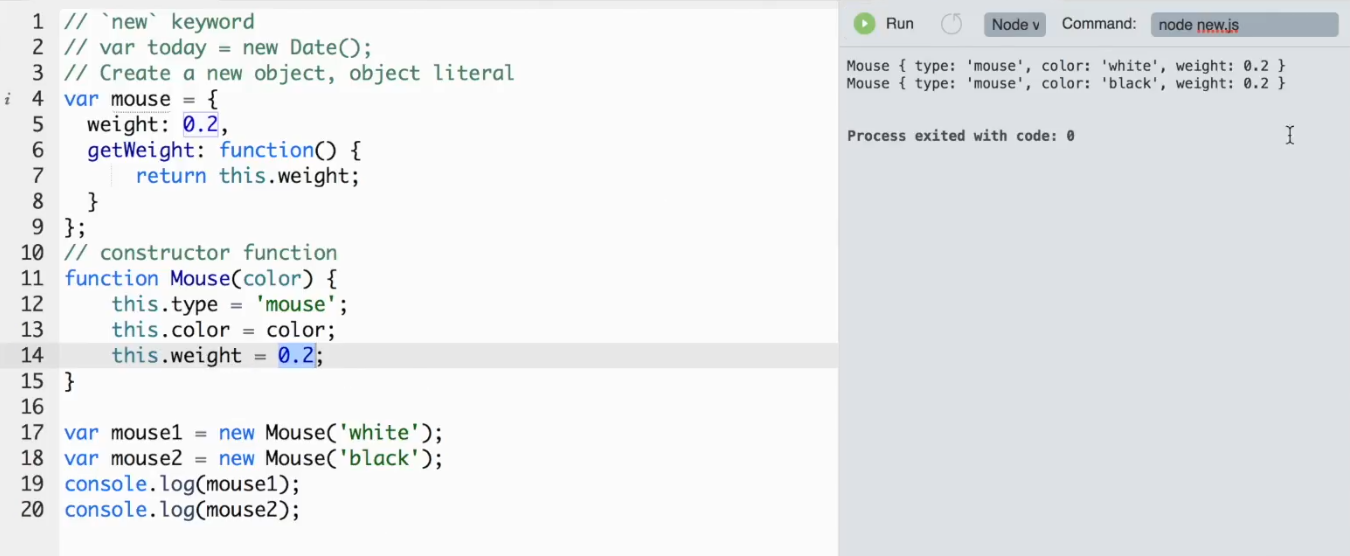 1 // `new` keyword
2 // var today = new Date();
3 // Create a new object, object literal
i 4 var mouse = {
5 weight: 0.2,
6 getWeight: function() {
7 return this.weight;
8 }
9 };
10 // constructor function
11 function Mouse(color) {
12 this.type = 'mouse';
13 this.color = color;
14 this.weight = 0.2;
15 }
16
17 var mouse1 = new Mouse('white');
18 var mouse2 = new Mouse('black');
19 console.log(mouse1);
20 console.log(mouse2);
Run Node v Command: node new.js
Mouse { type: 'mouse', color: 'white', weight: 0.2 }
Mouse { type: 'mouse', color: 'black', weight: 0.2 }
Process exited with code: 0